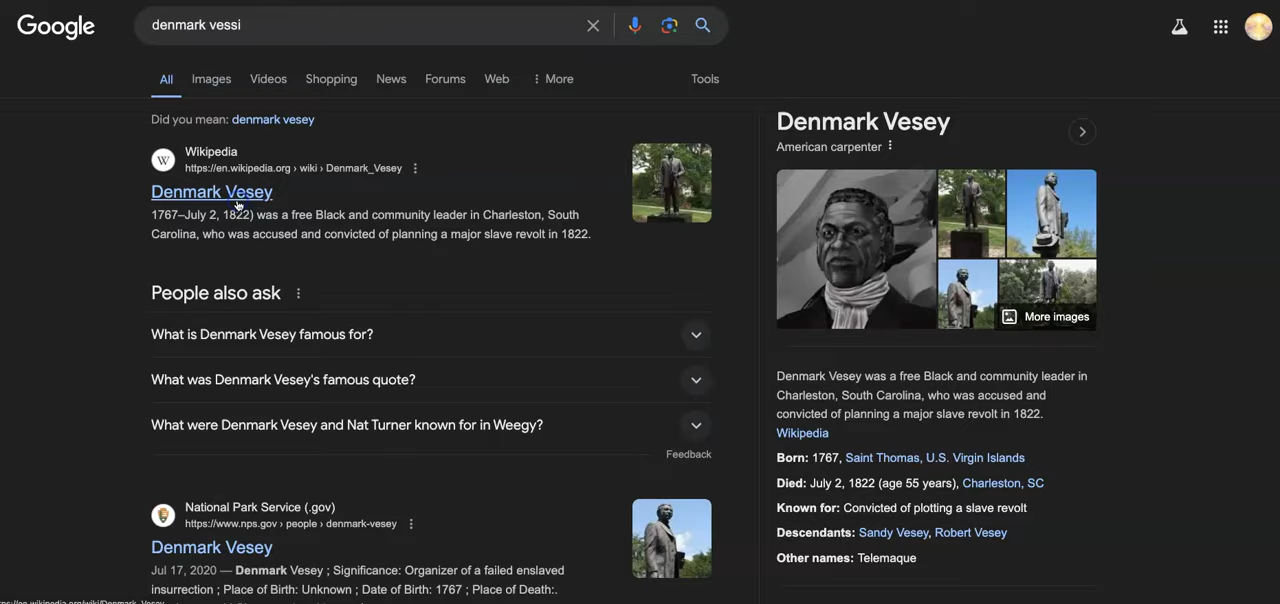 Google
denmark vessi
All Images Videos Shopping News Forums Web More Tools
Did you mean: denmark vesey
W
Wikipedia
https://en.wikipedia.org › wiki › Denmark_Vesey
Denmark Vesey
1767–July 2, 1822) was a free Black and community leader in Charleston, South
Carolina, who was accused and convicted of planning a major slave revolt in 1822.
People also ask
What is Denmark Vesey famous for?
What was Denmark Vesey's famous quote?
What were Denmark Vesey and Nat Turner known for in Weegy?
Feedback
National Park Service (.gov)
https://www.nps.gov › people › denmark-vesey
Denmark Vesey
Jul 17, 2020 — Denmark Vesey ; Significance: Organizer of a failed enslaved
insurrection ; Place of Birth: Unknown ; Date of Birth: 1767 ; Place of Death:.
Denmark Vesey
American carpenter
More images
Denmark Vesey was a free Black and community leader in
Charleston, South Carolina, who was accused and
convicted of planning a major slave revolt in 1822.
Wikipedia
Born: 1767, Saint Thomas, U.S. Virgin Islands
Died: July 2, 1822 (age 55 years), Charleston, SC
Known for: Convicted of plotting a slave revolt
Descendants: Sandy Vesey, Robert Vesey
Other names: Telemaque